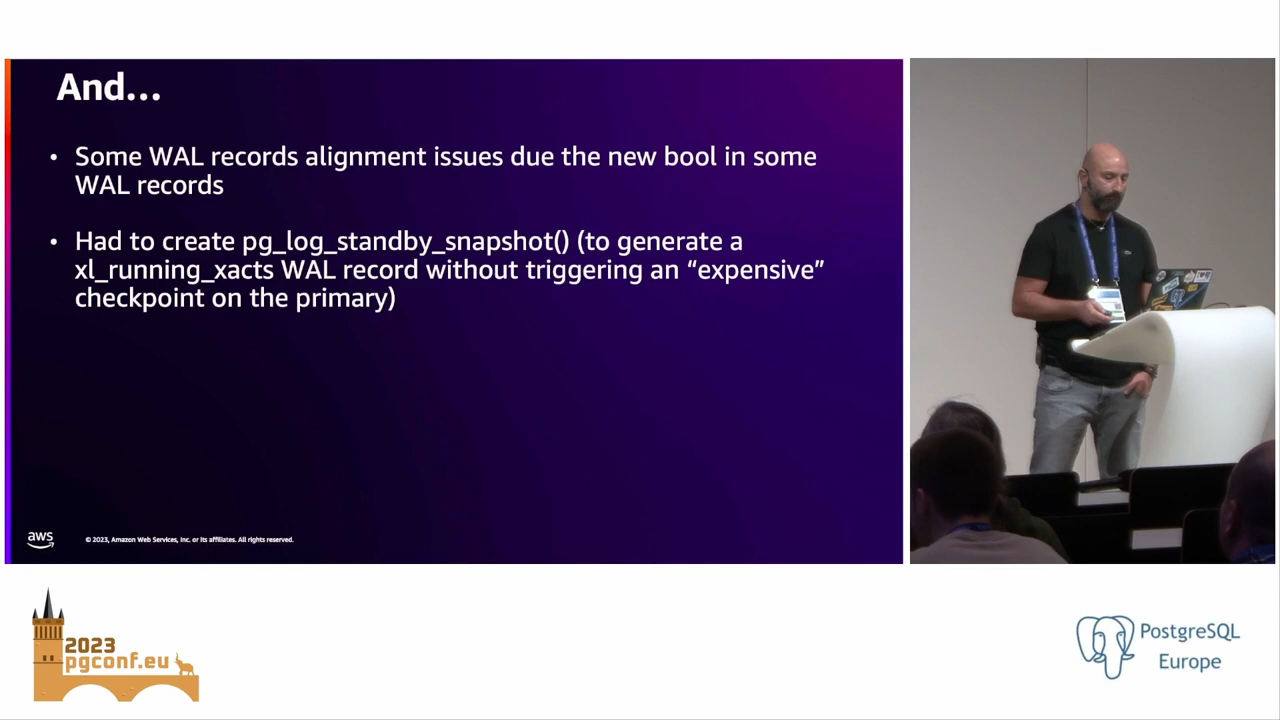 And...
• Some WAL records alignment issues due the new bool in some
WAL records
• Had to create pg_log_standby_snapshot() (to generate a
xl_running_xacts WAL record without triggering an “expensive”
checkpoint on the primary)
aws
© 2023, Amazon Web Services, Inc. or its affiliates. All rights reserved.
2023
pgconf.eu
PostgreSQL
Europe